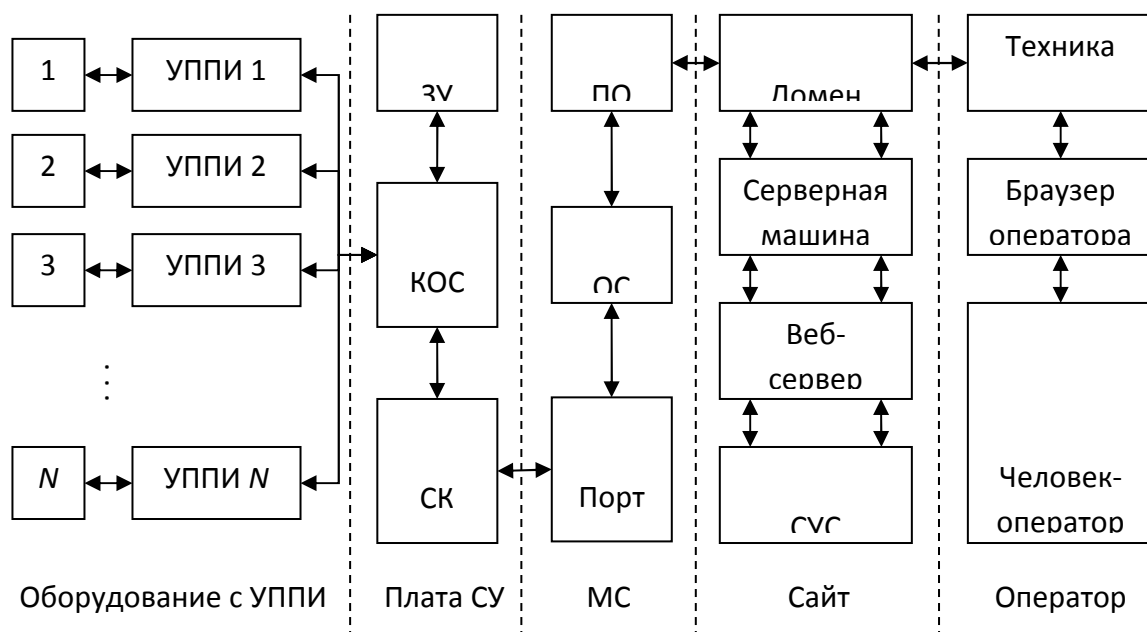 1
УППИ 1
2
УППИ 2
3
УППИ 3
⋮
N
УППИ N
Оборудование с УППИ
ЗУ
КОС
СК
Плата СУ
ПО
ОС
Порт
МС
Домен
Серверная
машина
Веб-
сервер
СУС
Сайт
Техника
Браузер
оператора
Человек-
оператор
Оператор